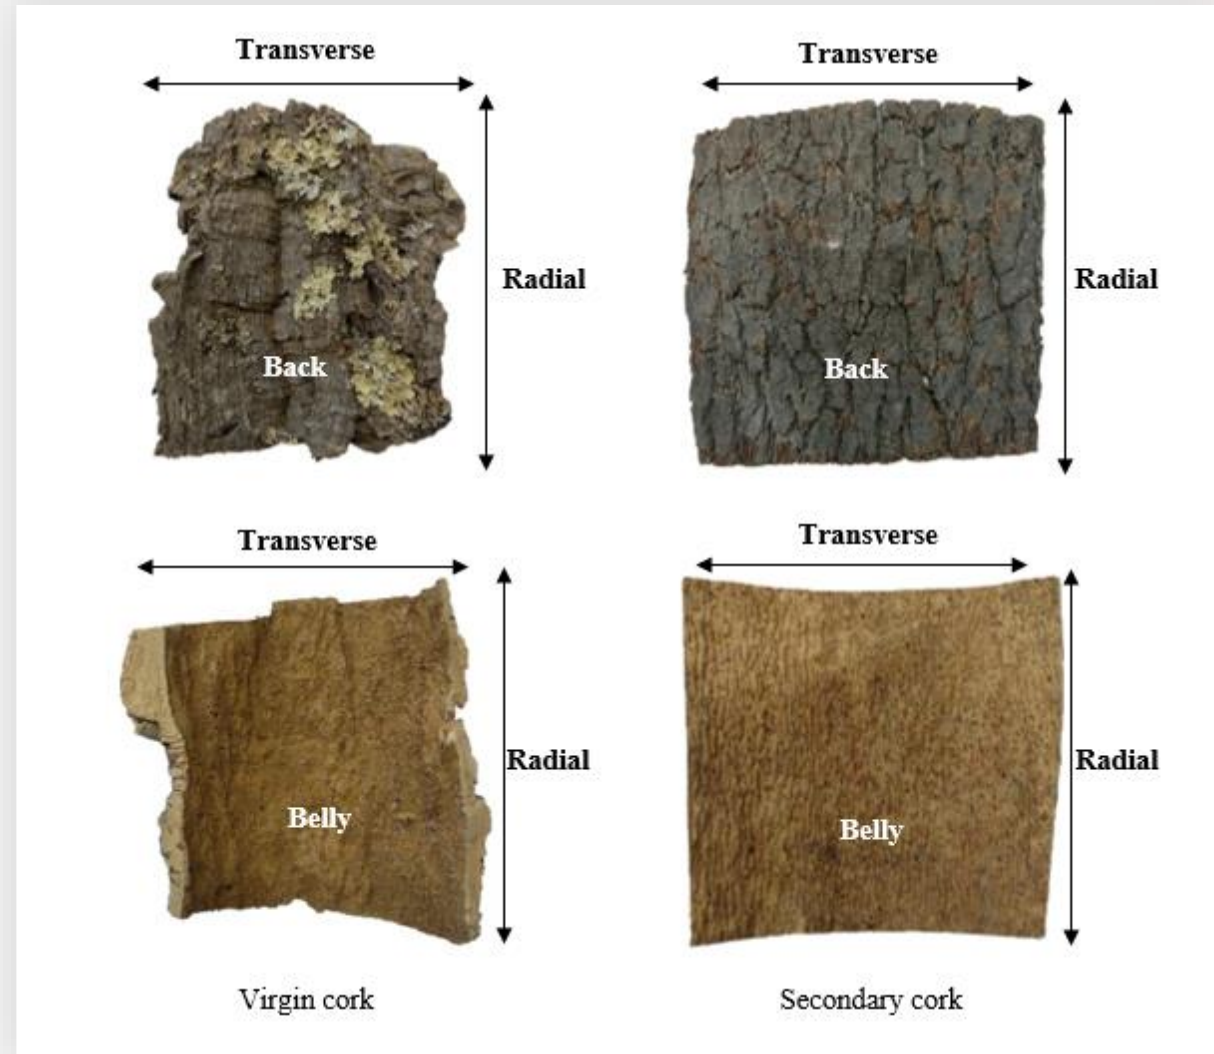 Transverse
Transverse
Radial
Radial
Back
Back
Transverse
Transverse
Radial
Radial
Belly
Belly
Virgin cork
Secondary cork